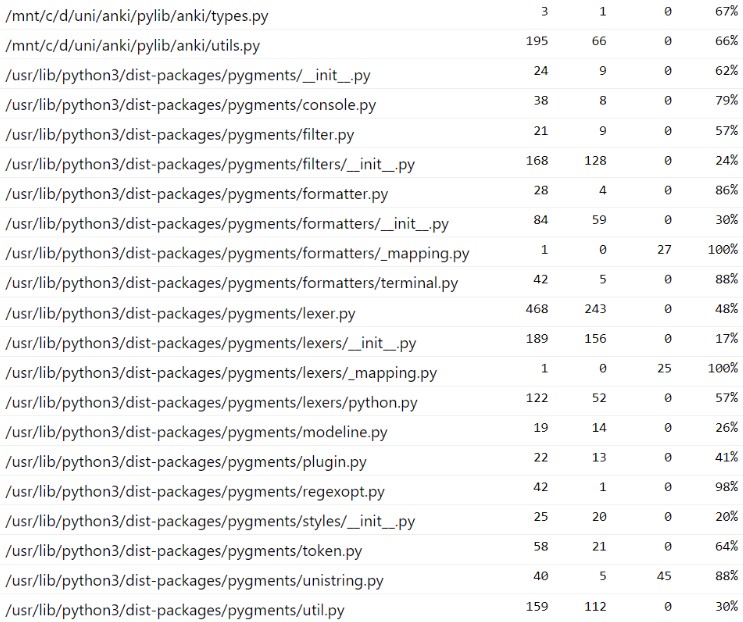 /mnt/c/d/uni/anki/pylib/anki/types.py 3 1 0 67%
/mnt/c/d/uni/anki/pylib/anki/utils.py 195 66 0 66%
/usr/lib/python3/dist-packages/pygments/__init__.py 24 9 0 62%
/usr/lib/python3/dist-packages/pygments/console.py 38 8 0 79%
/usr/lib/python3/dist-packages/pygments/filter.py 21 9 0 57%
/usr/lib/python3/dist-packages/pygments/filters/__init__.py 168 128 0 24%
/usr/lib/python3/dist-packages/pygments/formatter.py 28 4 0 86%
/usr/lib/python3/dist-packages/pygments/formatters/__init__.py 84 59 0 30%
/usr/lib/python3/dist-packages/pygments/formatters/_mapping.py 1 0 27 100%
/usr/lib/python3/dist-packages/pygments/formatters/terminal.py 42 5 0 88%
/usr/lib/python3/dist-packages/pygments/lexer.py 468 243 0 48%
/usr/lib/python3/dist-packages/pygments/lexers/__init__.py 189 156 0 17%
/usr/lib/python3/dist-packages/pygments/lexers/_mapping.py 1 0 25 100%
/usr/lib/python3/dist-packages/pygments/lexers/python.py 122 52 0 57%
/usr/lib/python3/dist-packages/pygments/modeline.py 19 14 0 26%
/usr/lib/python3/dist-packages/pygments/plugin.py 22 13 0 41%
/usr/lib/python3/dist-packages/pygments/regexopt.py 42 1 0 98%
/usr/lib/python3/dist-packages/pygments/styles/__init__.py 25 20 0 20%
/usr/lib/python3/dist-packages/pygments/token.py 58 21 0 64%
/usr/lib/python3/dist-packages/pygments/unistring.py 40 5 45 88%
/usr/lib/python3/dist-packages/pygments/util.py 159 112 0 30%